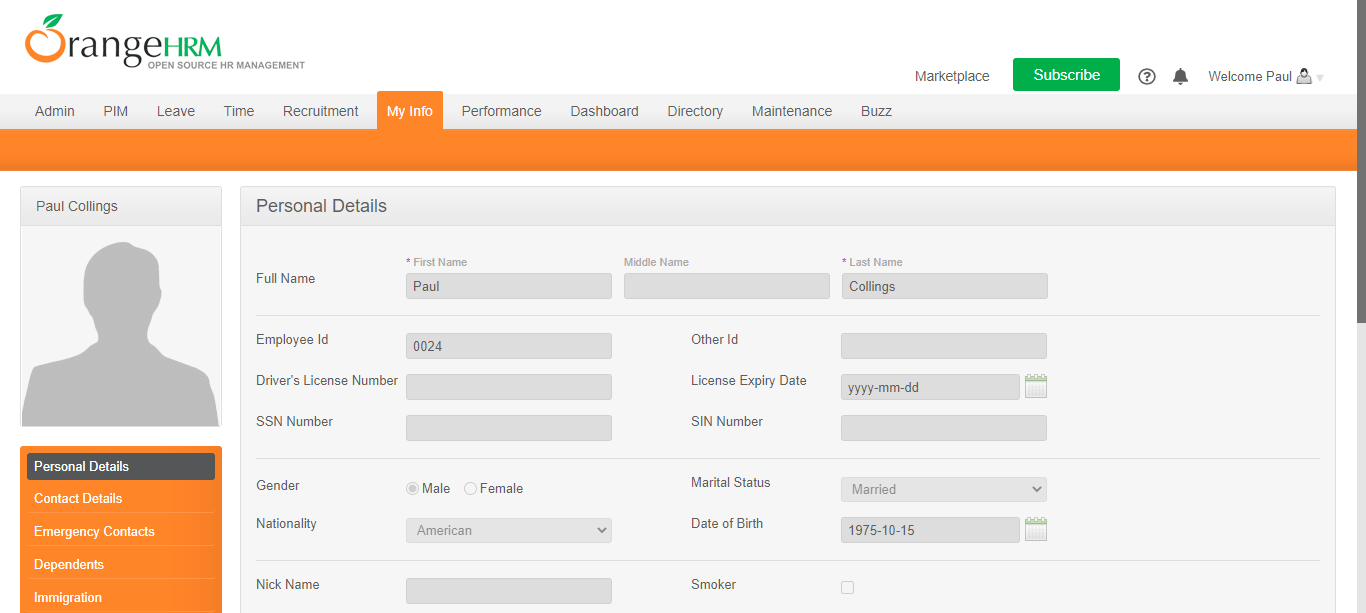 OrangeHRM
OPEN SOURCE HR MANAGEMENT
Marketplace Subscribe ? Welcome Paul
Admin PIM Leave Time Recruitment My Info Performance Dashboard Directory Maintenance Buzz
Paul Collings
Personal Details
Contact Details
Emergency Contacts
Dependents
Immigration
Personal Details
* First Name Middle Name * Last Name
Full Name Paul Collings
Employee Id 0024 Other Id
Driver's License Number License Expiry Date yyyy-mm-dd
SSN Number SIN Number
Gender Male Female Marital Status Married
Nationality American Date of Birth 1975-10-15
Nick Name Smoker